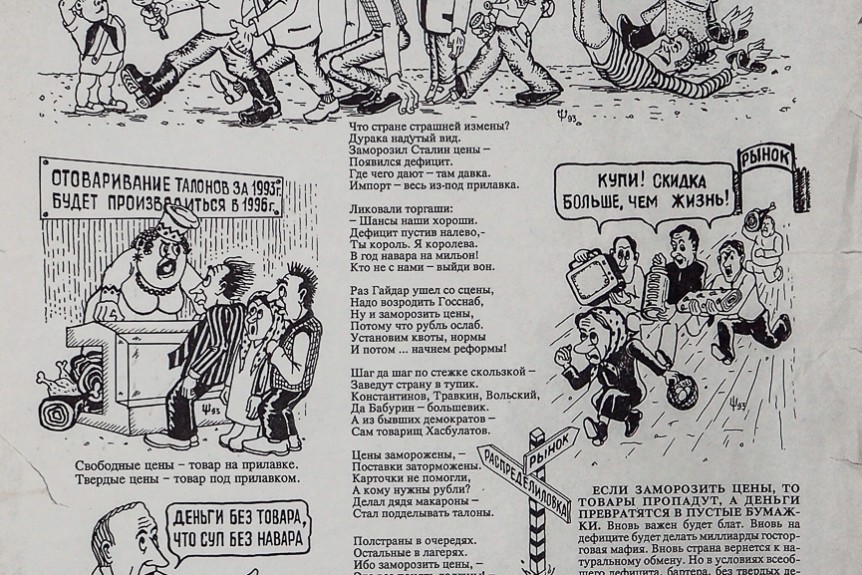 Ψ93
Что стране страшней измены?
Дурака надутый вид.
Заморозил Сталин цены –
Появился дефицит.
Где чего дают – там давка.
Импорт – весь из-под прилавка.
Ликовали торгаши:
– Шансы наши хороши.
Дефицит пустив налево,-
Ты король. Я королева.
В год навара на мильон!
Кто не с нами – выйди вон.
Раз Гайдар ушел со сцены,
Надо возродить Госснаб,
Ну и заморозить цены,
Потому что рубль ослаб.
Установим квоты, нормы
И потом ... начнем реформы!
Шаг да шаг по стежке скользкой –
Заведут страну в тупик.
Константинов, Травкин, Вольский,
Да Бабурин – большевик.
А из бывших демократов –
Сам товарищ Хасбулатов.
Цены заморожены, –
Поставки заторможены.
Карточки не помогли,
А кому нужны рубли?
Делал дядя макароны –
Стал подделывать талоны.
Полстраны в очередях.
Остальные в лагерях.
Ибо заморозить цены, –
ОТОВАРИВАНИЕ ТАЛОНОВ ЗА 1993г.
БУДЕТ ПРОИЗВОДИТЬСЯ В 1996г.
Ψ93
Свободные цены – товар на прилавке.
Твердые цены – товар под прилавком.
ДЕНЬГИ БЕЗ ТОВАРА,
ЧТО СУП БЕЗ НАВАРА
РЫНОК
КУПИ! СКИДКА
БОЛЬШЕ, ЧЕМ ЖИЗНЬ!
Ψ93
РЫНОК
РАСПРЕДЕЛИЛОВКА
ЕСЛИ ЗАМОРОЗИТЬ ЦЕНЫ, ТО
ТОВАРЫ ПРОПАДУТ, А ДЕНЬГИ
ПРЕВРАТЯТСЯ В ПУСТЫЕ БУМАЖ-
КИ. Вновь важен будет блат. Вновь на
дефиците будет делать миллиарды гостор-
говая мафия. Вновь страна вернется к на-
туральному обмену. Но в условиях всеоб-
щего дефицита, бартера, без твердых де-